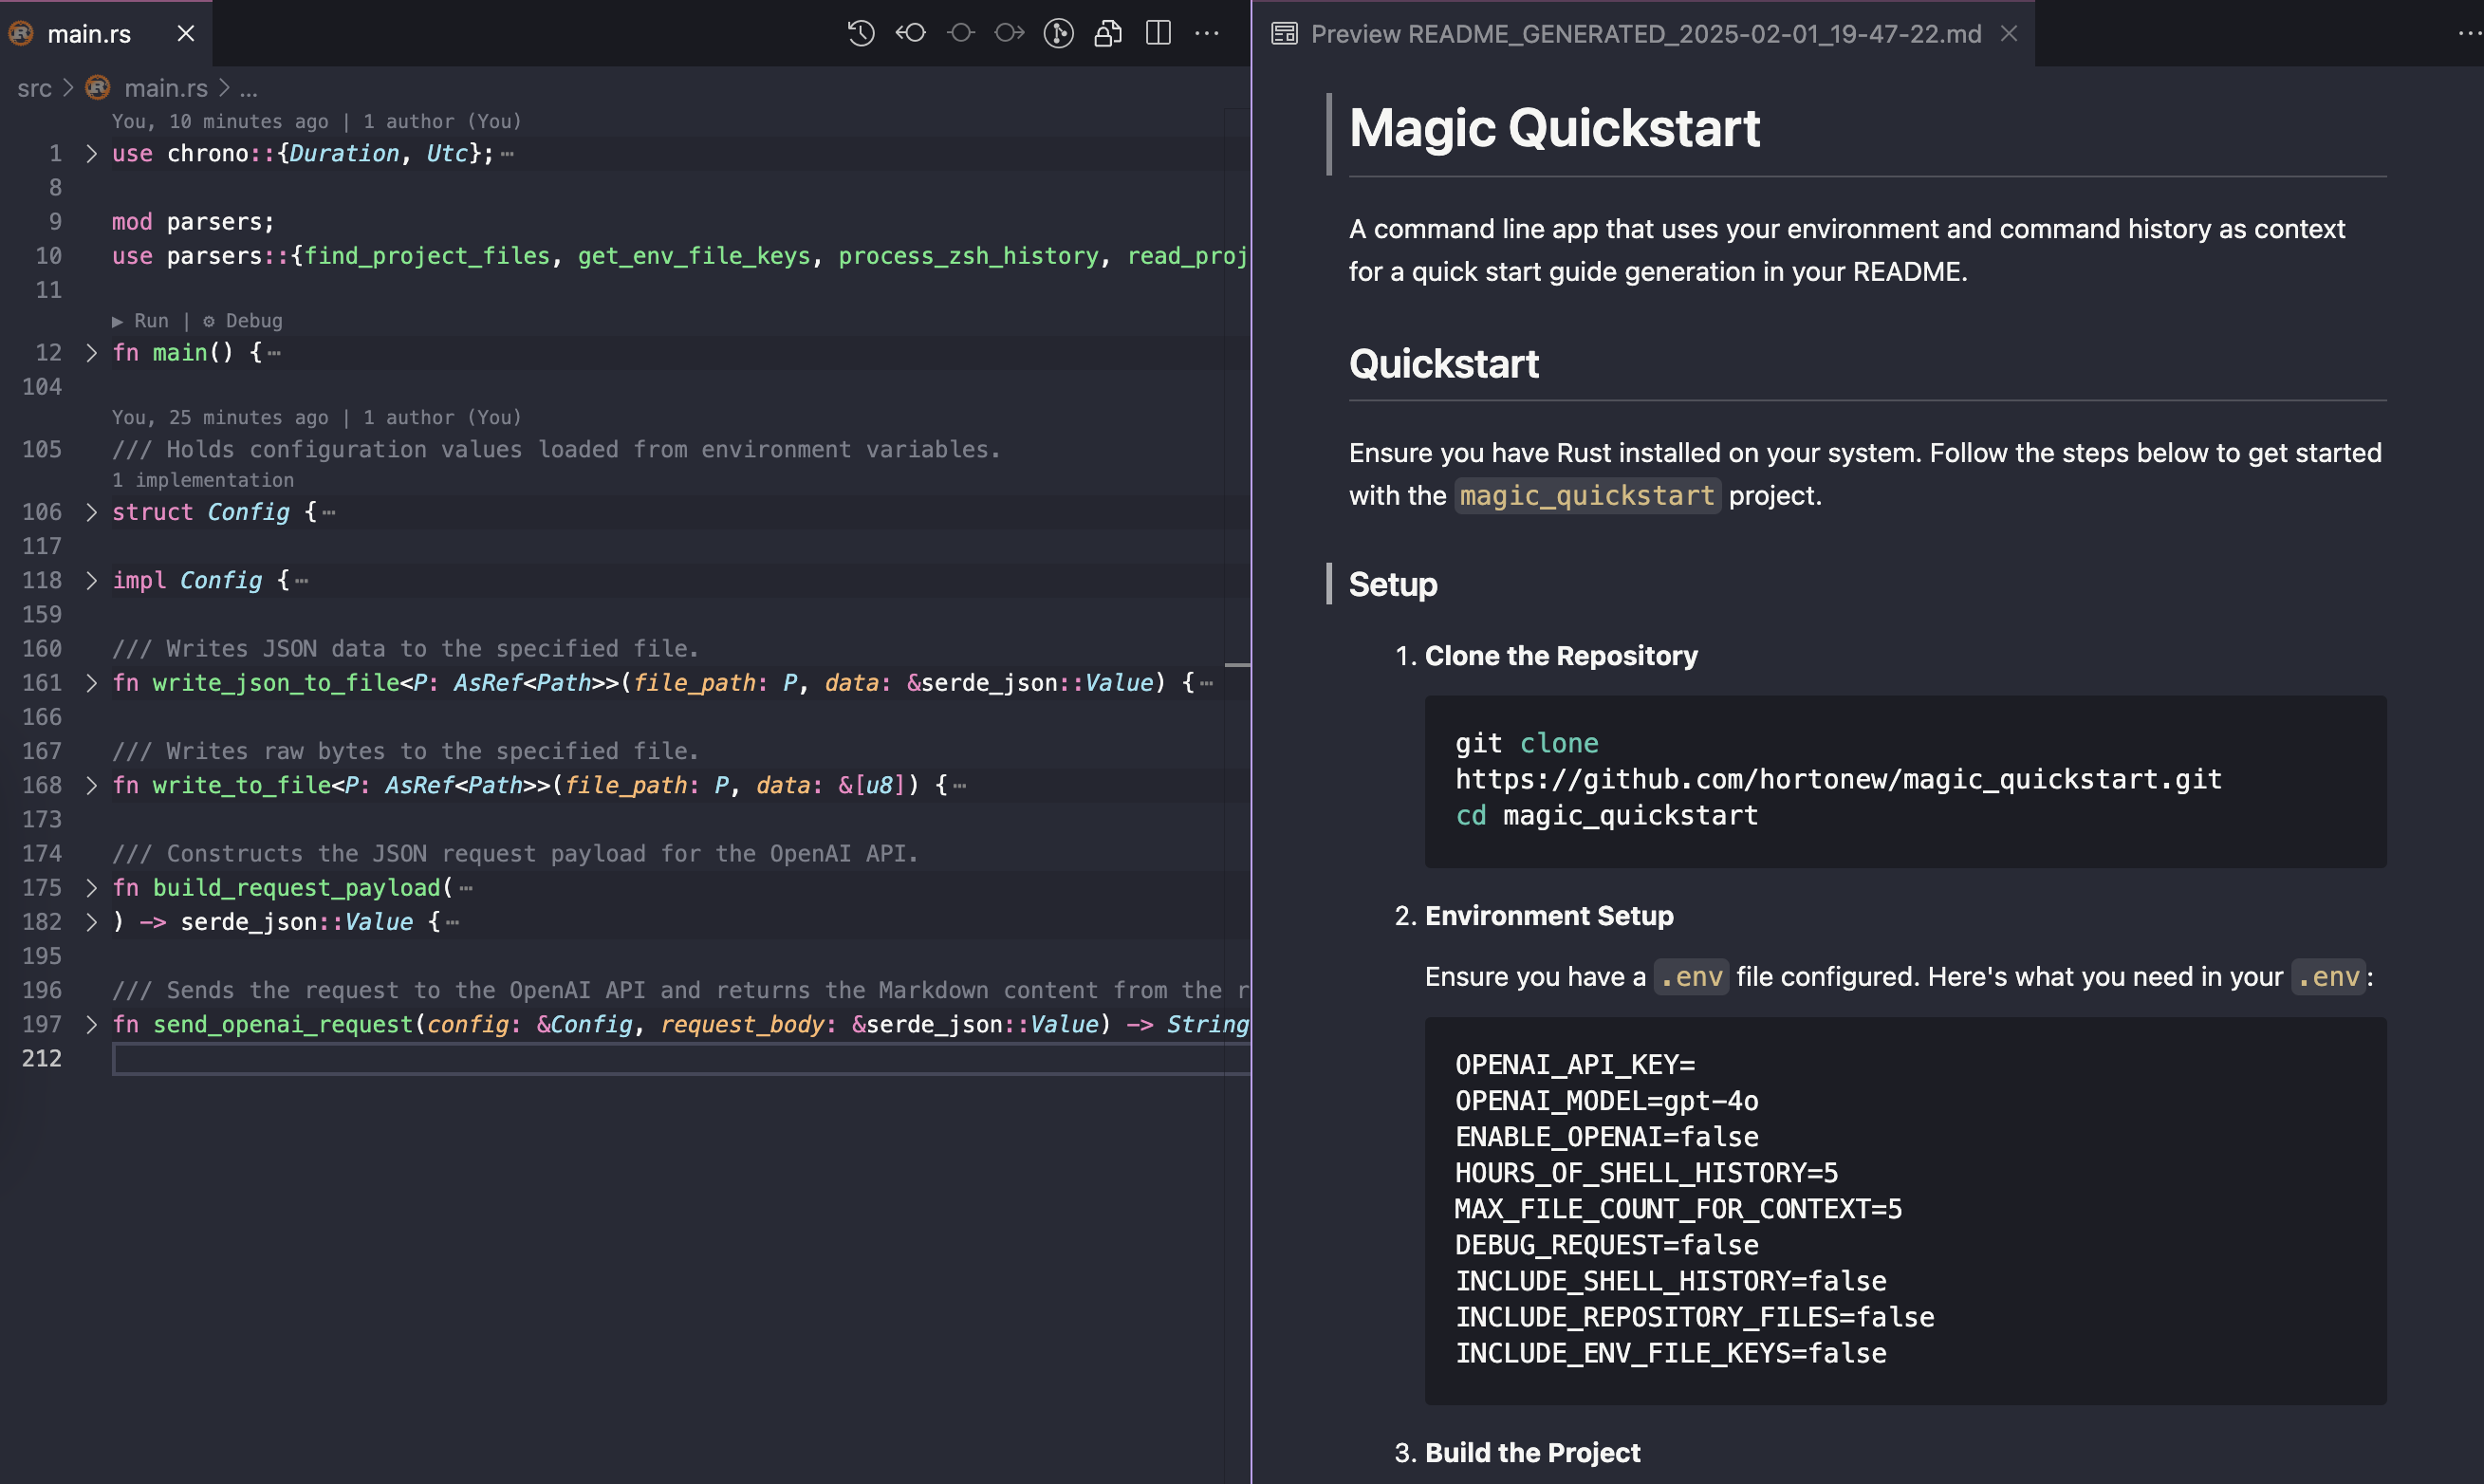 main.rs
src > main.rs > ...
You, 10 minutes ago | 1 author (You)
1 use chrono::{Duration, Utc};
8
9 mod parsers;
10 use parsers::{find_project_files, get_env_file_keys, process_zsh_history, read_proj
11
Run | Debug
12 fn main() {
104
You, 25 minutes ago | 1 author (You)
105 /// Holds configuration values loaded from environment variables.
1 implementation
106 struct Config {
117
118 impl Config {
159
160 /// Writes JSON data to the specified file.
161 fn write_json_to_file<P: AsRef<Path>>(file_path: P, data: &serde_json::Value) {
166
167 /// Writes raw bytes to the specified file.
168 fn write_to_file<P: AsRef<Path>>(file_path: P, data: &[u8]) {
173
174 /// Constructs the JSON request payload for the OpenAI API.
175 fn build_request_payload(
182 ) -> serde_json::Value {
195
196 /// Sends the request to the OpenAI API and returns the Markdown content from the r
197 fn send_openai_request(config: &Config, request_body: &serde_json::Value) -> String
212
Preview README_GENERATED_2025-02-01_19-47-22.md
Magic Quickstart
A command line app that uses your environment and command history as context
for a quick start guide generation in your README.
Quickstart
Ensure you have Rust installed on your system. Follow the steps below to get started
with the magic_quickstart project.
Setup
1. Clone the Repository
git clone
https://github.com/hortonew/magic_quickstart.git
cd magic_quickstart
2. Environment Setup
Ensure you have a .env file configured. Here's what you need in your .env:
OPENAI_API_KEY=
OPENAI_MODEL=gpt-4o
ENABLE_OPENAI=false
HOURS_OF_SHELL_HISTORY=5
MAX_FILE_COUNT_FOR_CONTEXT=5
DEBUG_REQUEST=false
INCLUDE_SHELL_HISTORY=false
INCLUDE_REPOSITORY_FILES=false
INCLUDE_ENV_FILE_KEYS=false
3. Build the Project